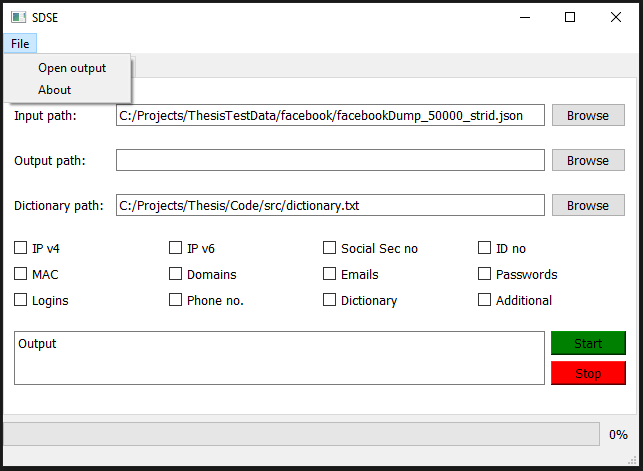 SDSE
File
Open output
About
Input path: C:/Projects/ThesisTestData/facebook/facebookDump_50000_strid.json Browse
Output path: Browse
Dictionary path: C:/Projects/Thesis/Code/src/dictionary.txt Browse
IP v4 IP v6 Social Sec no ID no
MAC Domains Emails Passwords
Logins Phone no. Dictionary Additional
Output Start
Stop
0%